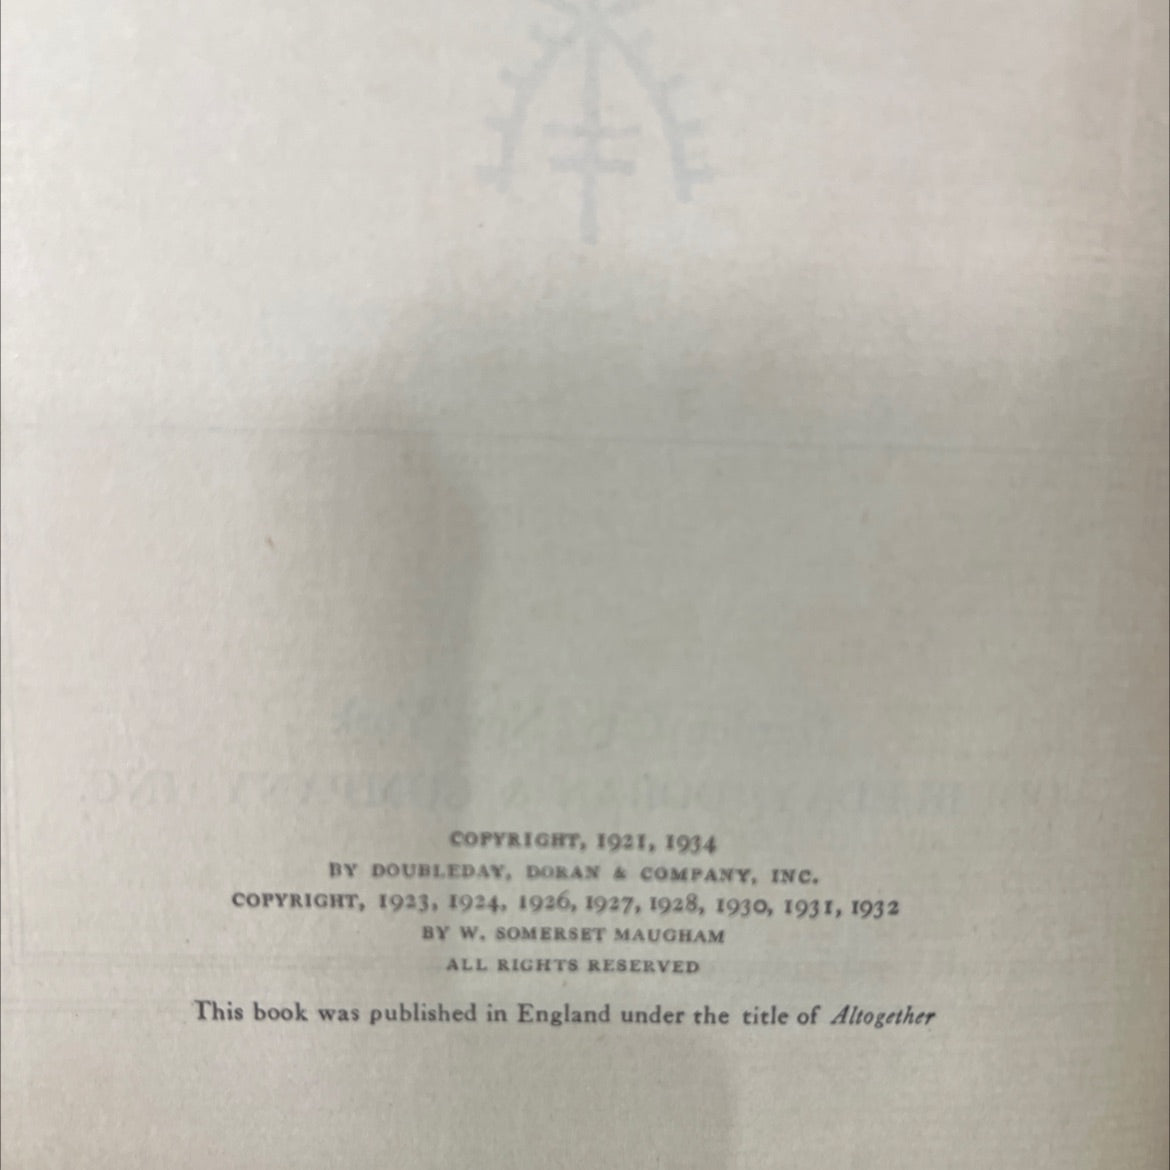 COPYRIGHT, 1921, 1934
BY DOUBLEDAY, DORAN & COMPANY, INC.
COPYRIGHT, 1923, 1924, 1926, 1927, 1928, 1930, 1931, 1932
BY W. SOMERSET MAUGHAM
ALL RIGHTS RESERVED
This book was published in England under the title of Altogether